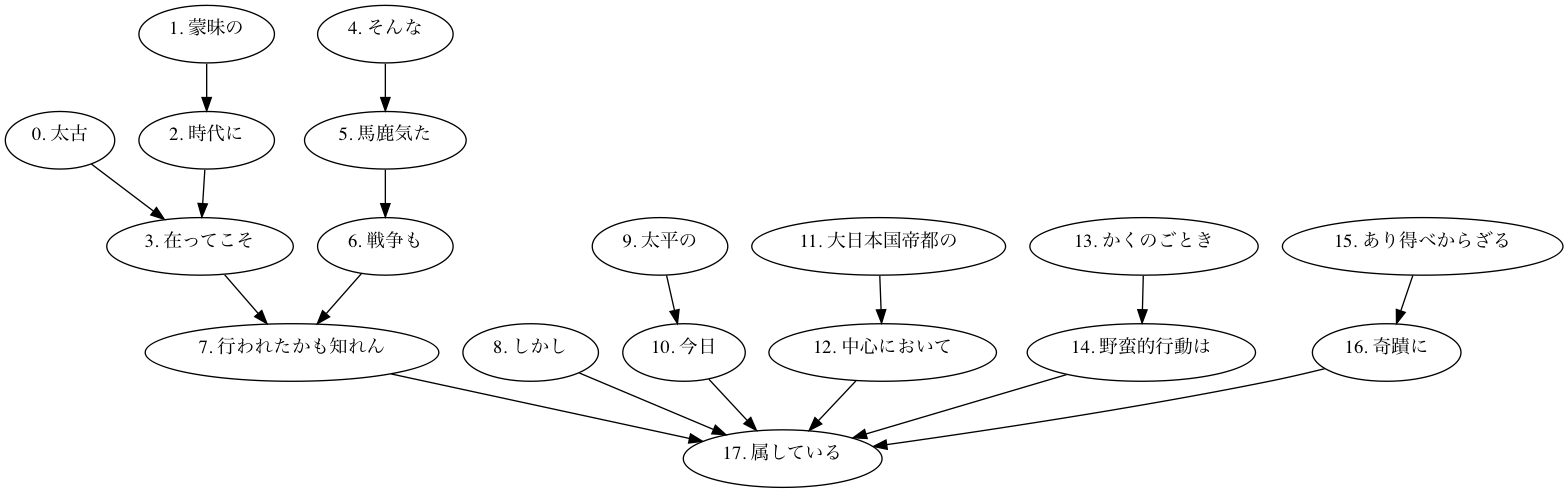 1. 蒙昧の
4. そんな
0. 太古
2. 時代に
5. 馬鹿気た
3. 在ってこそ
6. 戦争も
9. 太平の
11. 大日本国帝都の
13. かくのごとき
15. あり得べからざる
7. 行われたかも知れん
8. しかし
10. 今日
12. 中心において
14. 野蛮的行動は
16. 奇蹟に
17. 属している